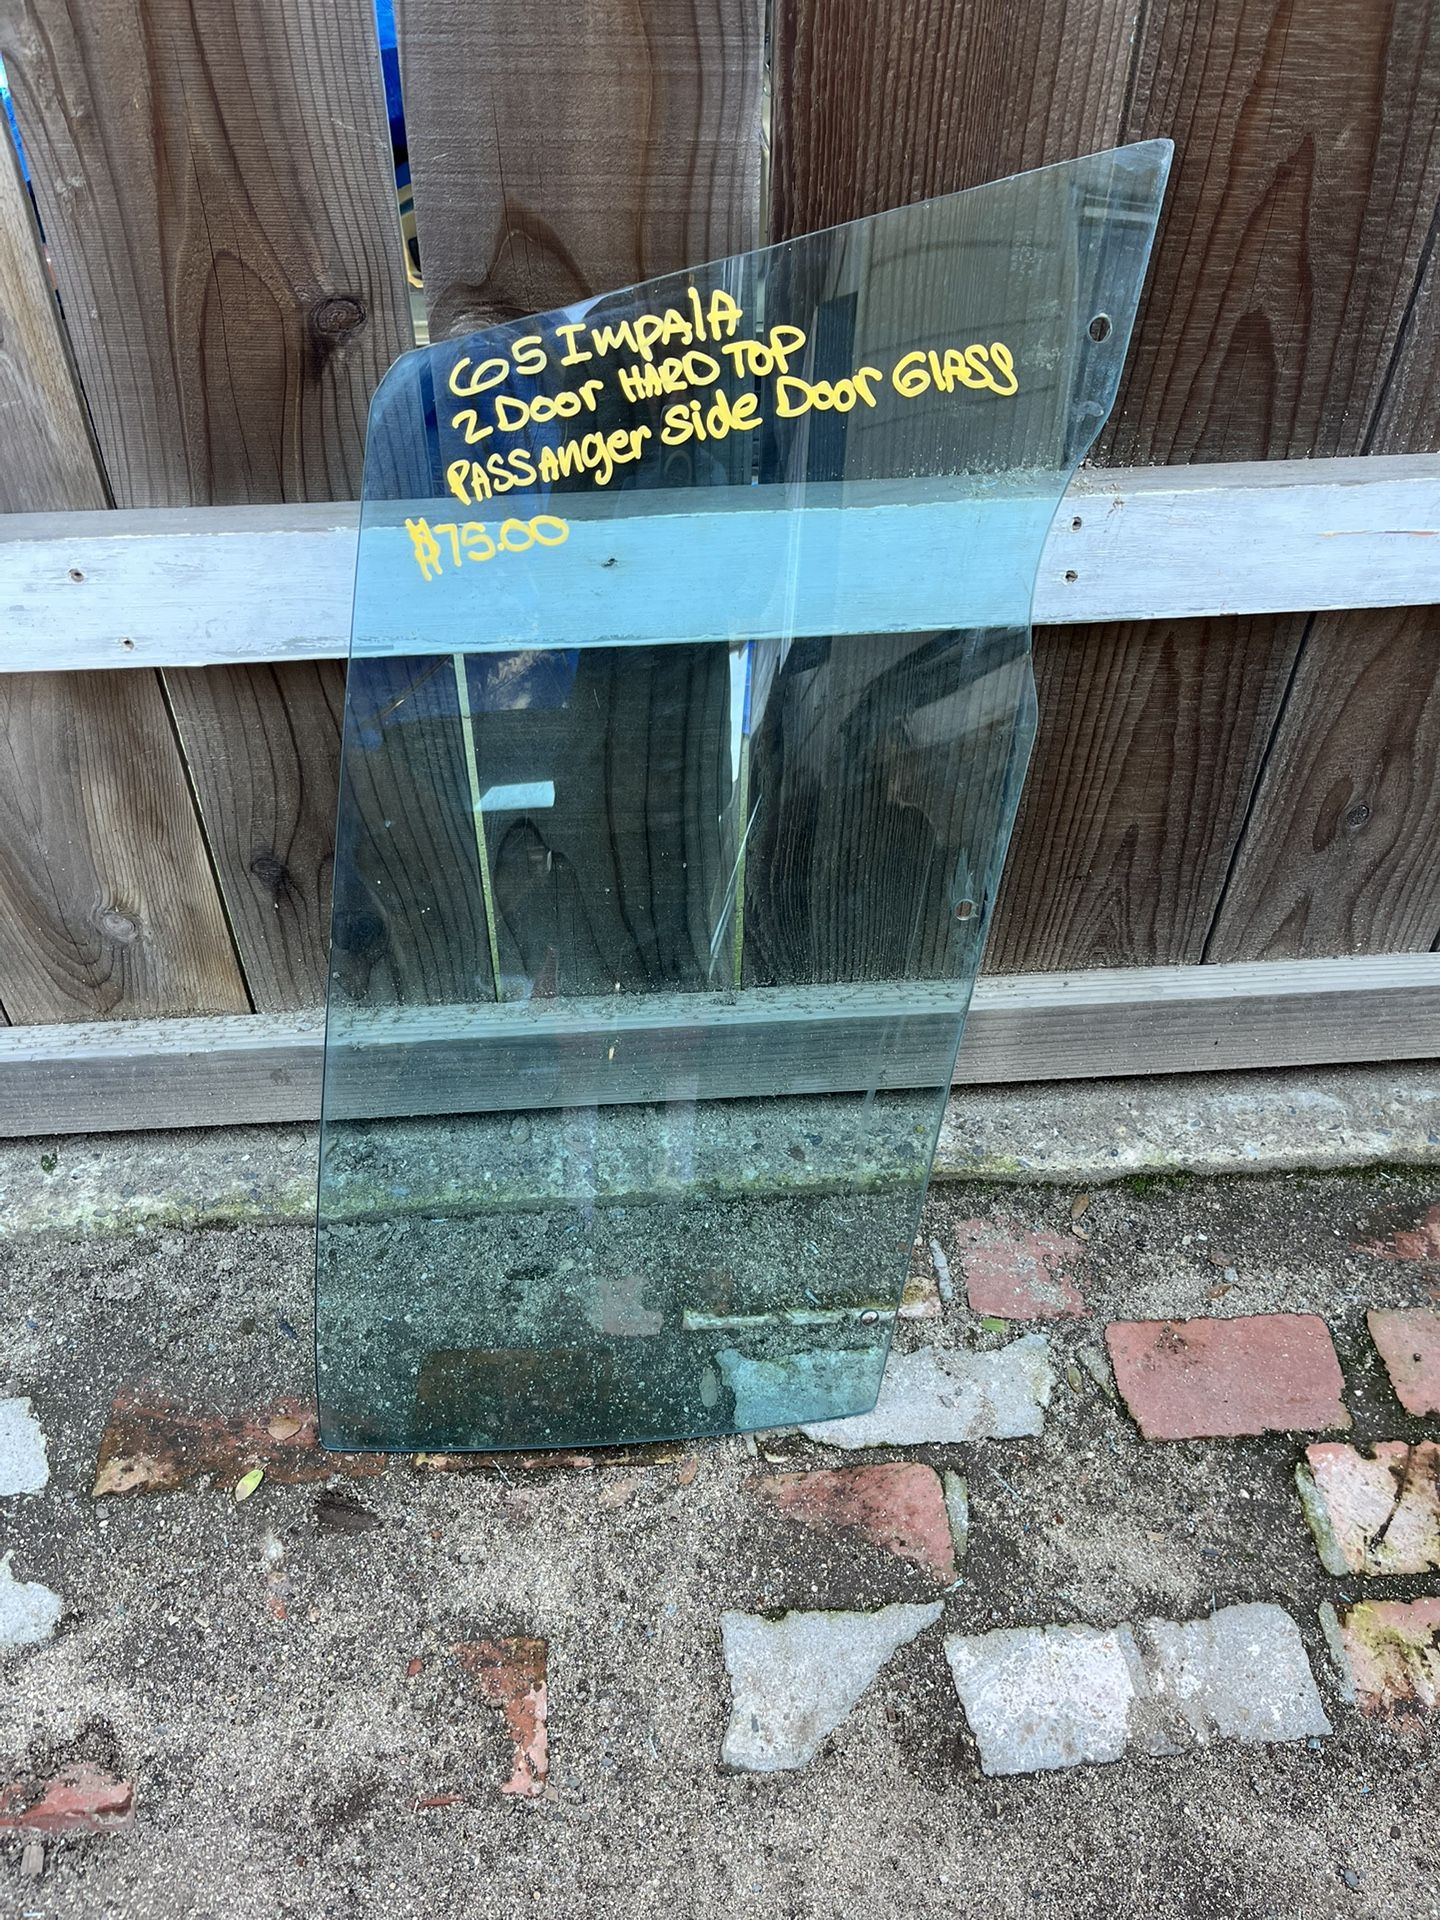 65 ImpAlA
2 Door HARD TOP
PASSAnger Side Door GlASS
$75.00